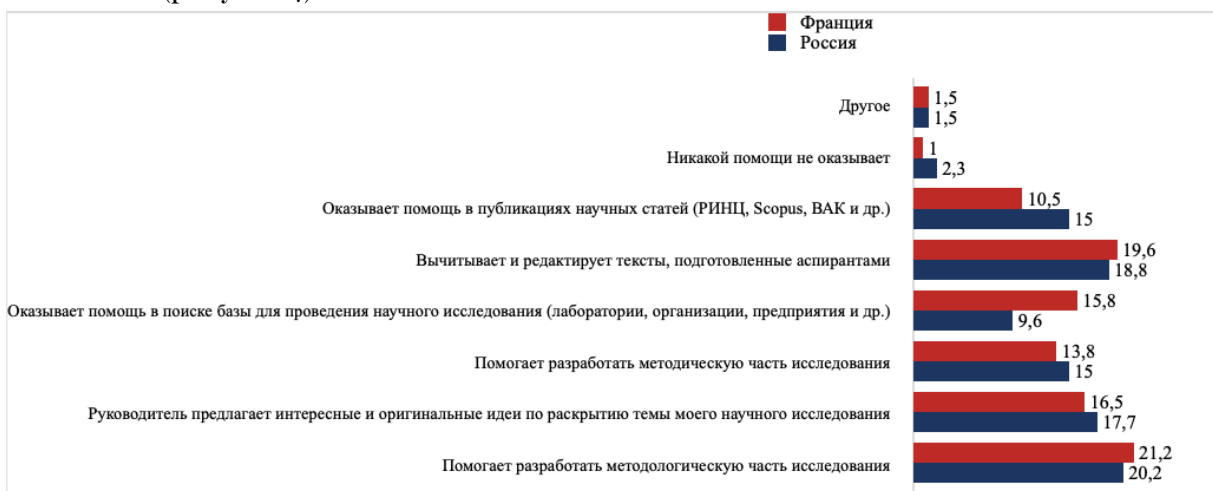 Франция
Россия
Другое
1,5
1,5
Никакой помощи не оказывает
1
2,3
Оказывает помощь в публикациях научных статей (РИНЦ, Scopus, ВАК и др.)
10,5
15
Вычитывает и редактирует тексты, подготовленные аспирантами
19,6
18,8
Оказывает помощь в поиске базы для проведения научного исследования (лаборатории, организации, предприятия и др.)
15,8
9,6
Помогает разработать методическую часть исследования
13,8
15
Руководитель предлагает интересные и оригинальные идеи по раскрытию темы моего научного исследования
16,5
17,7
Помогает разработать методологическую часть исследования
21,2
20,2